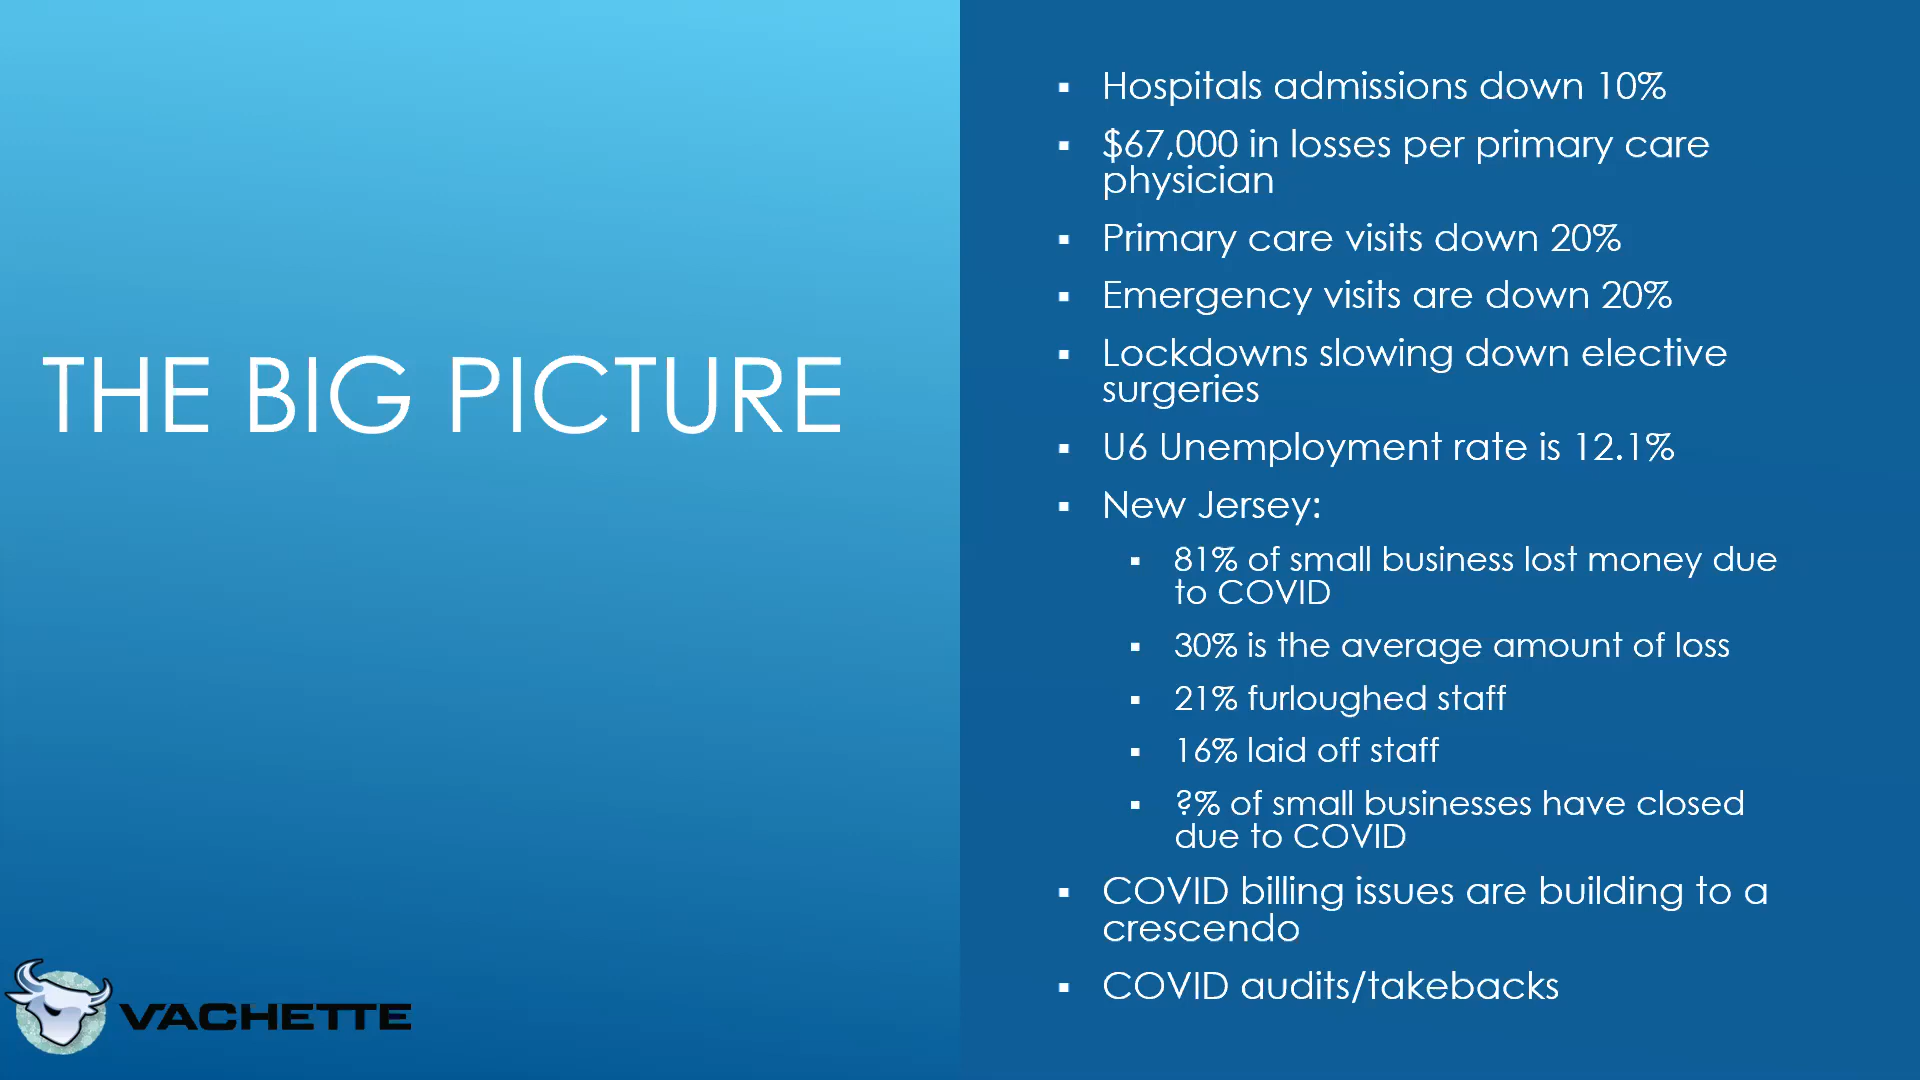 THE BIG PICTURE
▪ Hospitals admissions down 10%
▪ $67,000 in losses per primary care
physician
▪ Primary care visits down 20%
▪ Emergency visits are down 20%
▪ Lockdowns slowing down elective
surgeries
▪ U6 Unemployment rate is 12.1%
▪ New Jersey:
▪ 81% of small business lost money due
to COVID
▪ 30% is the average amount of loss
▪ 21% furloughed staff
▪ 16% laid off staff
▪ ?% of small businesses have closed
due to COVID
▪ COVID billing issues are building to a
crescendo
▪ COVID audits/takebacks
VACHETTE